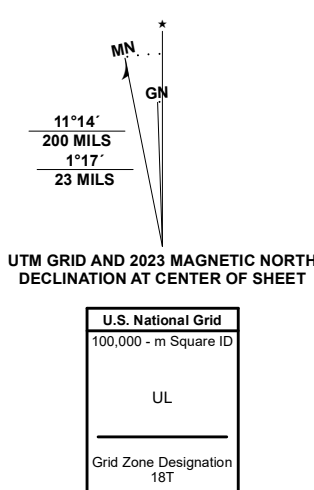 ★
MN
GN
11°14´
200 MILS
1°17´
23 MILS
UTM GRID AND 2023 MAGNETIC NORTH
DECLINATION AT CENTER OF SHEET
U.S. National Grid
100,000 - m Square ID
UL
Grid Zone Designation
18T